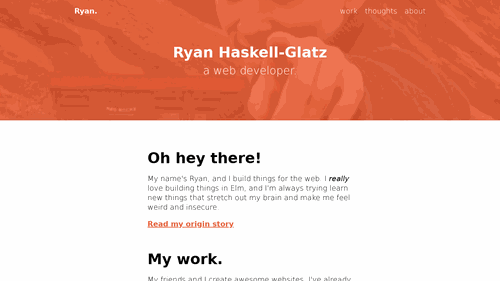 Ryan.
work thoughts about
Ryan Haskell-Glatz
a web developer.
Oh hey there!
My name's Ryan, and I build things for the web. I really
love building things in Elm, and I'm always trying learn
new things that stretch out my brain and make me feel
weird and insecure.
Read my origin story
My work.
My friends and I create awesome websites. I've already